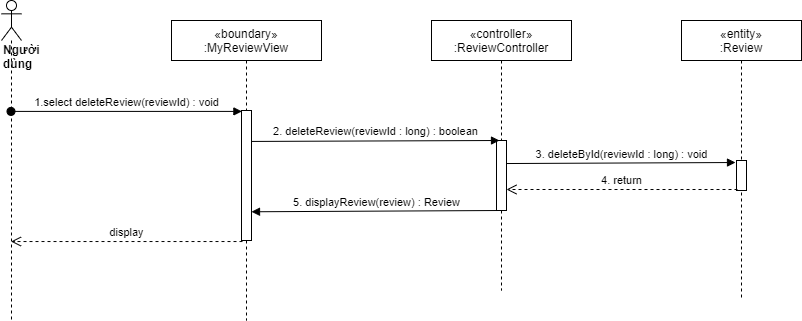 «boundary»
:MyReviewView
«controller»
:ReviewController
«entity»
:Review
Người
dùng
1.select deleteReview(reviewId) : void
2. deleteReview(reviewId : long) : boolean
3. deleteById(reviewId : long) : void
4. return
5. displayReview(review) : Review
display